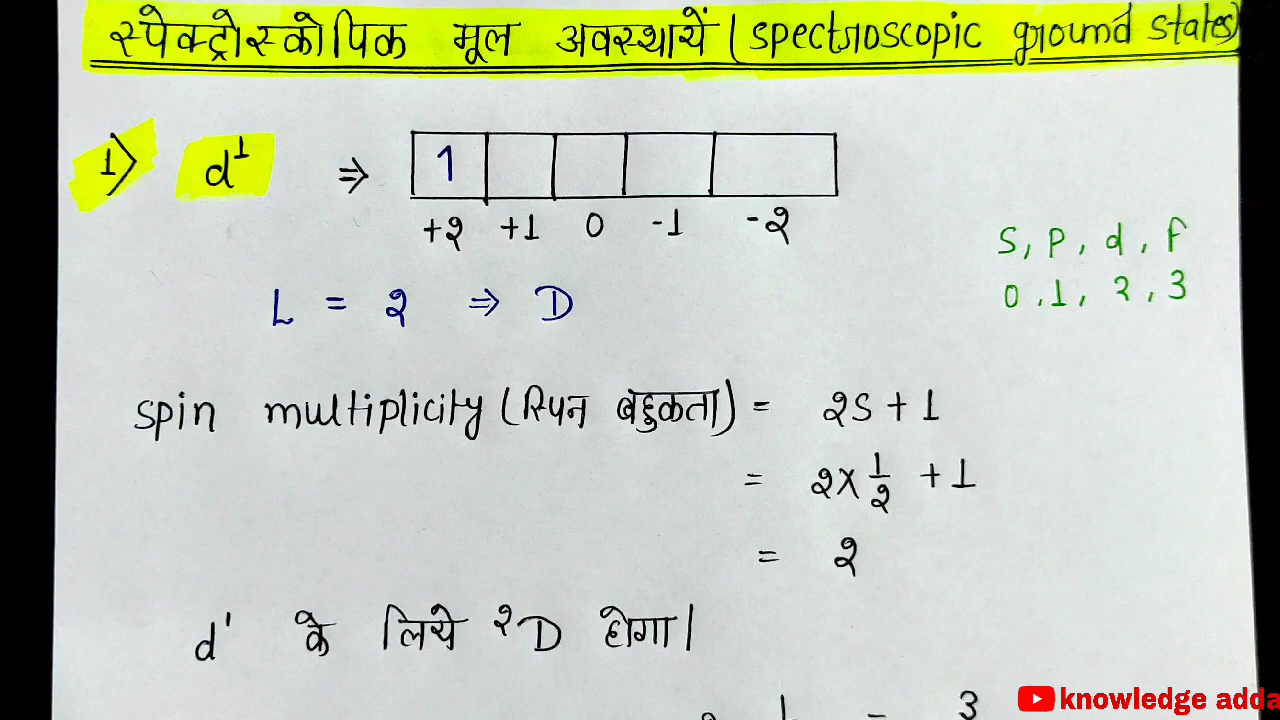 स्पेक्ट्रोस्कोपिक मूल अवस्थायें (spectroscopic ground states)
1) d¹ ⇒ 1
+2 +1 0 -1 -2
s, p, d, f
0, 1, 2, 3
L = 2 ⇒ D
spin multiplicity (स्पिन बहुकता) = 2s + 1
= 2 × 1/2 + 1
= 2
d' के लिये ²D होगा।
= 3
knowledge adda